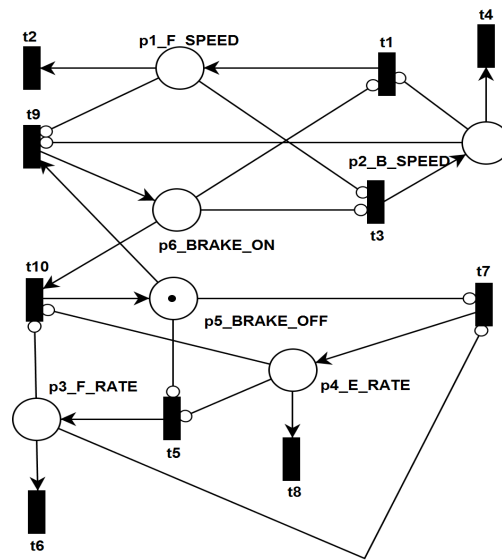 t4
p1_F_SPEED
t2
t1
t9
p2_B_SPEED
t3
p6_BRAKE_ON
t10
t7
p5_BRAKE_OFF
p3_F_RATE
p4_E_RATE
t5
t8
t6